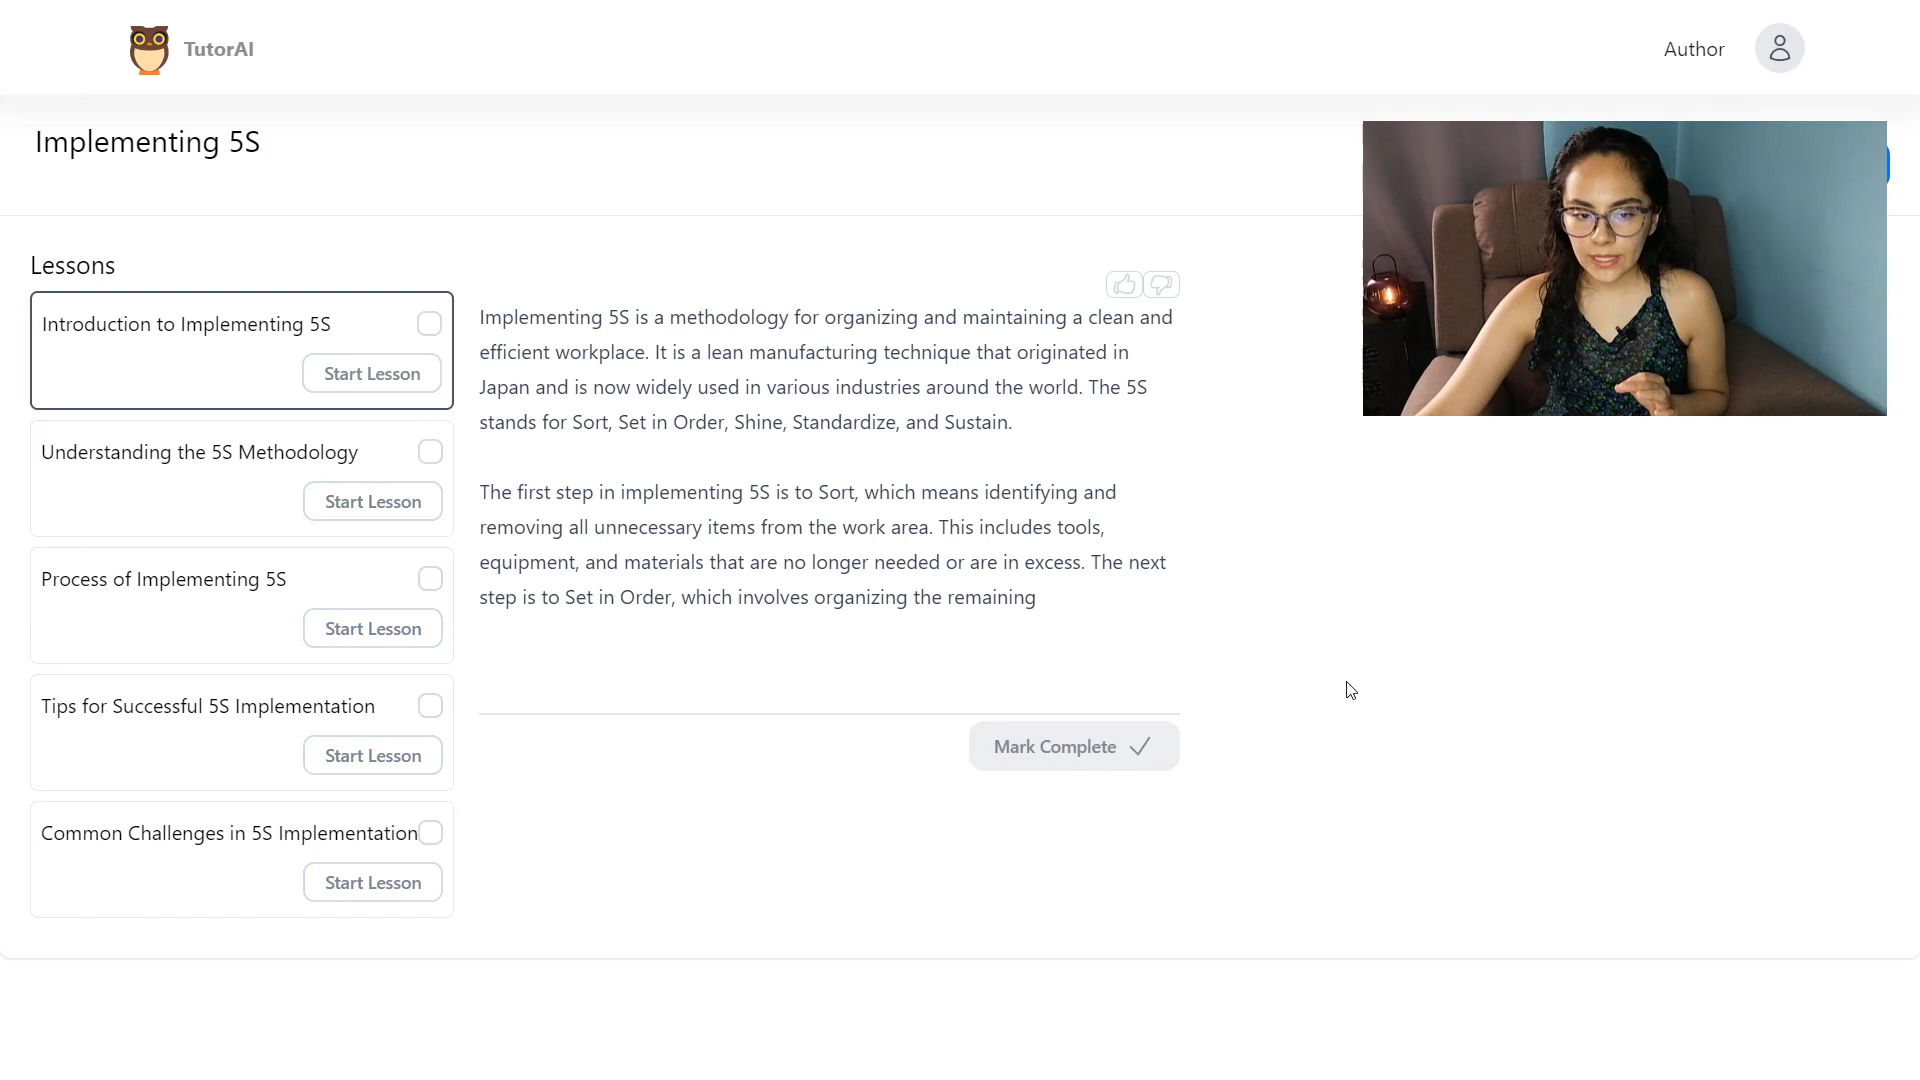 TutorAI
Author
Implementing 5S
Lessons
Introduction to Implementing 5S
Start Lesson
Understanding the 5S Methodology
Start Lesson
Process of Implementing 5S
Start Lesson
Tips for Successful 5S Implementation
Start Lesson
Common Challenges in 5S Implementation
Start Lesson
Implementing 5S is a methodology for organizing and maintaining a clean and
efficient workplace. It is a lean manufacturing technique that originated in
Japan and is now widely used in various industries around the world. The 5S
stands for Sort, Set in Order, Shine, Standardize, and Sustain.
The first step in implementing 5S is to Sort, which means identifying and
removing all unnecessary items from the work area. This includes tools,
equipment, and materials that are no longer needed or are in excess. The next
step is to Set in Order, which involves organizing the remaining
Mark Complete